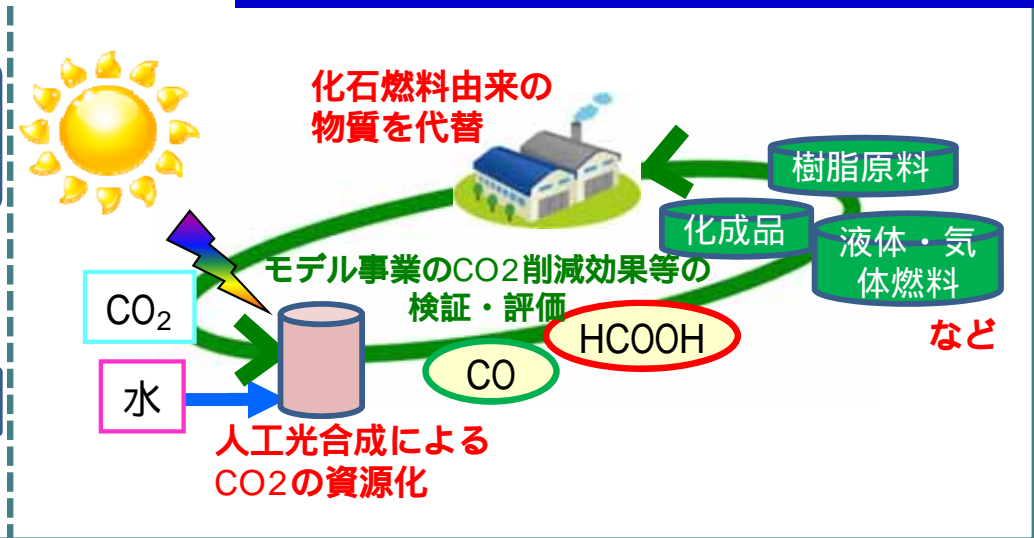 化石燃料由来の
物質を代替
樹脂原料
化成品
液体・気
体燃料
など
モデル事業のCO2削減効果等の
検証・評価
CO₂
HCOOH
CO
水
人工光合成による
CO2の資源化